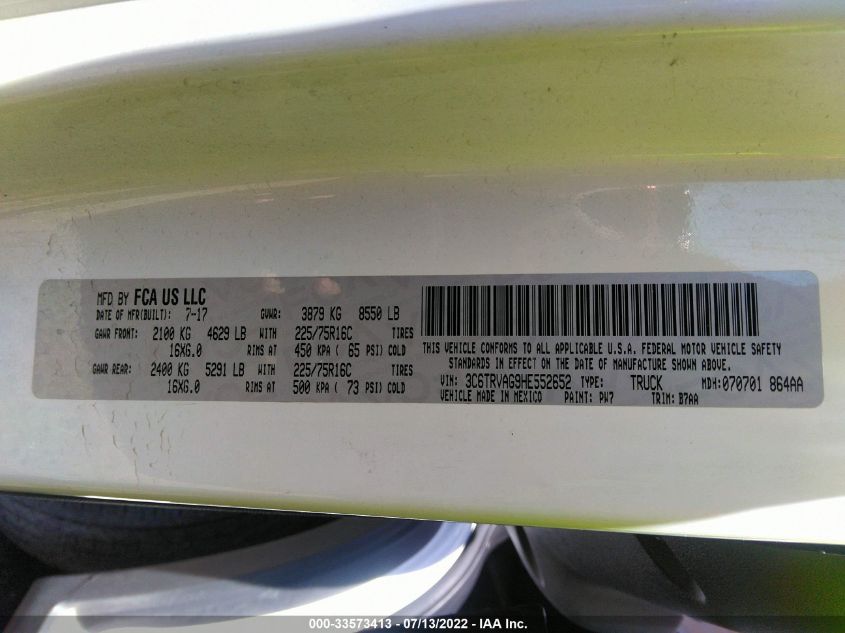 MFD BY FCA US LLC
DATE OF MFR(BUILT): 7-17 GVWR: 3879 KG 8550 LB
GAWR FRONT: 2100 KG 4629 LB WITH 225/75R16C TIRES
16X6.0 RIMS AT 450 KPA ( 65 PSI) COLD
GAWR REAR: 2400 KG 5291 LB WITH 225/75R16C TIRES
16X6.0 RIMS AT 500 KPA ( 73 PSI) COLD
THIS VEHICLE CONFORMS TO ALL APPLICABLE U.S.A. FEDERAL MOTOR VEHICLE SAFETY
STANDARDS IN EFFECT ON THE DATE OF MANUFACTURE SHOWN ABOVE.
VIN: 3C6TRVAG9HE552652 TYPE: TRUCK MDH:070701 864AA
VEHICLE MADE IN MEXICO PAINT: PW7 TRIM: B7AA
000-33573413 - 07/13/2022 - IAA Inc.